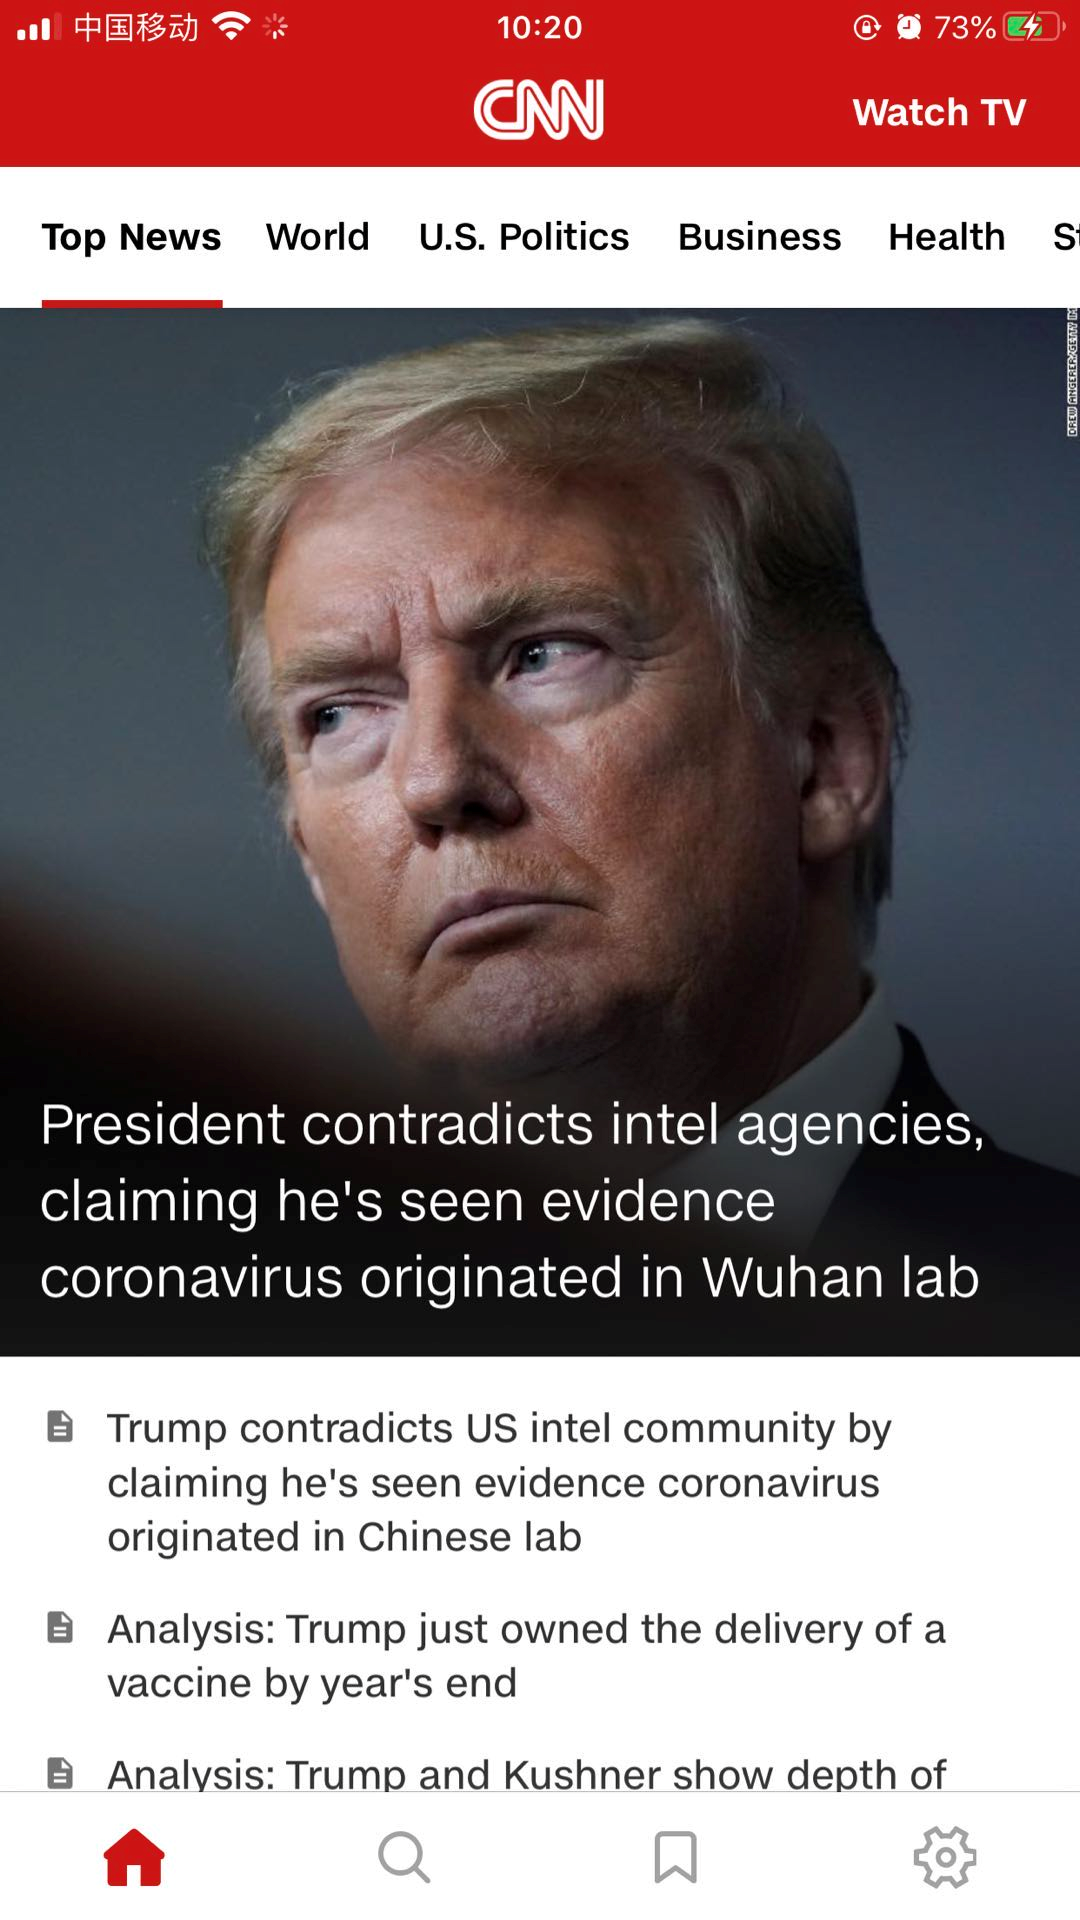 中国移动
10:20
73%
CNN
Watch TV
Top News World U.S. Politics Business Health
DREW ANGERER/GETTY
President contradicts intel agencies,
claiming he's seen evidence
coronavirus originated in Wuhan lab
Trump contradicts US intel community by
claiming he's seen evidence coronavirus
originated in Chinese lab
Analysis: Trump just owned the delivery of a
vaccine by year's end
Analysis: Trump and Kushner show depth of